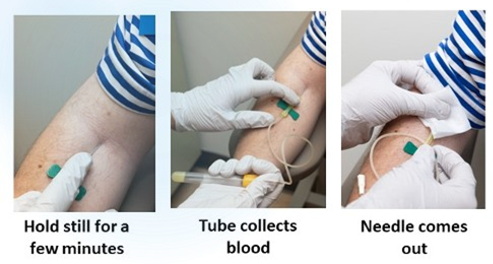 Hold still for a
few minutes
Tube collects
blood
Needle comes
out